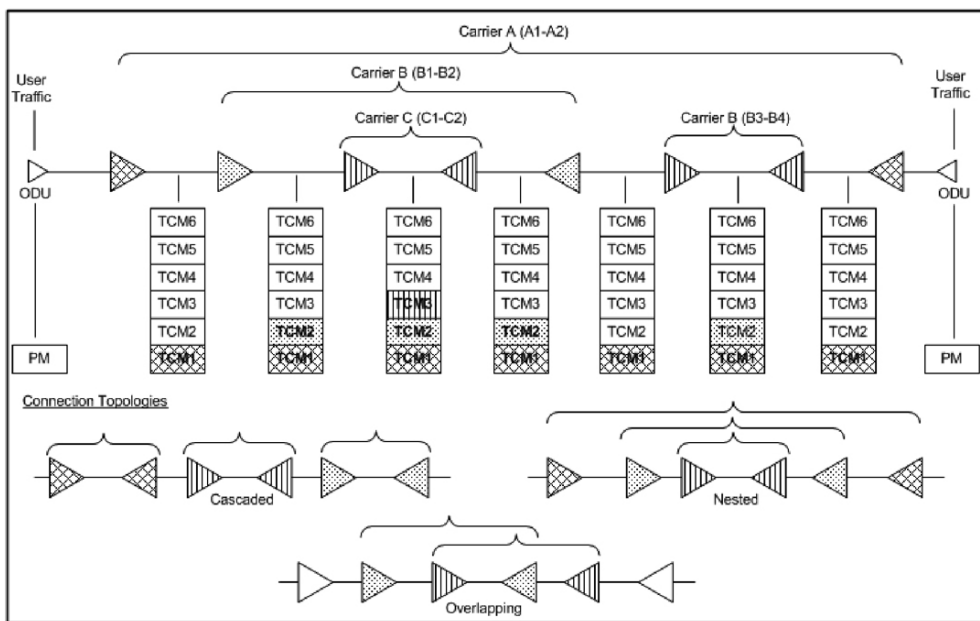 Carrier A (A1-A2)
User
Traffic
Carrier B (B1-B2)
User
Traffic
Carrier C (C1-C2)
Carrier B (B3-B4)
ODU
ODU
TCM6 TCM6 TCM6 TCM6 TCM6 TCM6 TCM6
TCM5 TCM5 TCM5 TCM5 TCM5 TCM5 TCM5
TCM4 TCM4 TCM4 TCM4 TCM4 TCM4 TCM4
TCM3 TCM3 TCM3 TCM3 TCM3 TCM3 TCM3
TCM2 TCM2 TCM2 TCM2 TCM2 TCM2 TCM2
PM TCM1 TCM1 TCM1 TCM1 TCM1 TCM1 TCM1 PM
Connection Topologies
Cascaded
Nested
Overlapping